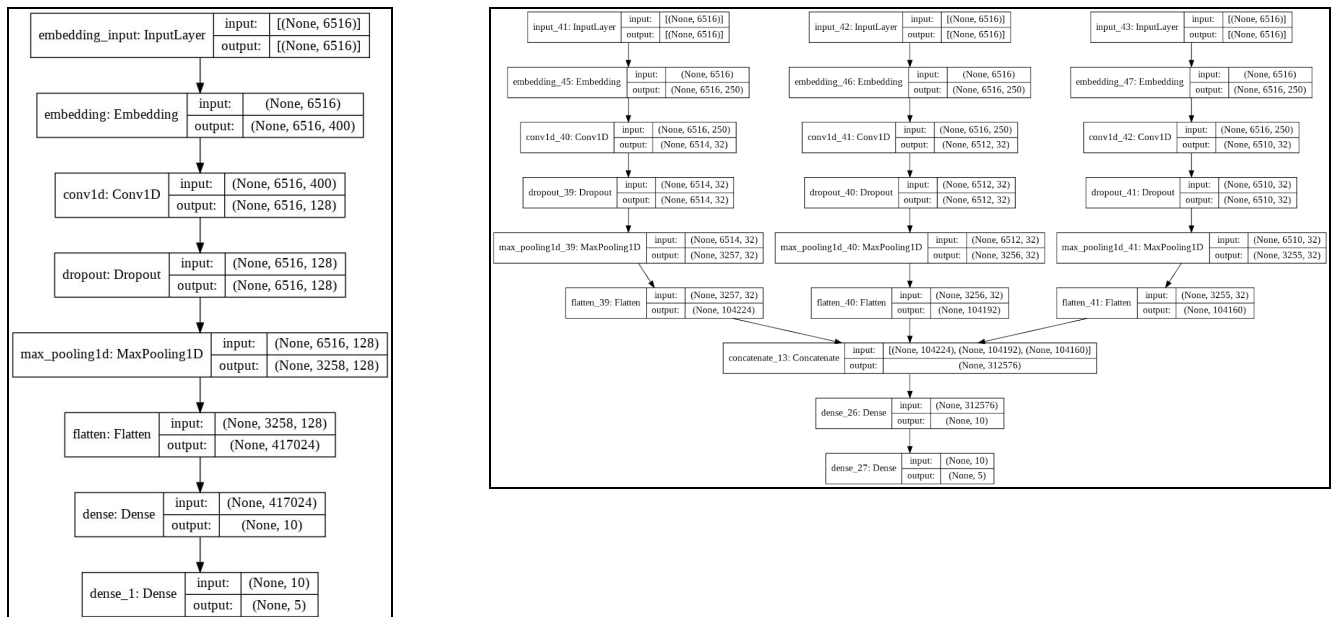 embedding_input: InputLayer input: [(None, 6516)]
output: [(None, 6516)]
embedding: Embedding input: (None, 6516)
output: (None, 6516, 400)
conv1d: Conv1D input: (None, 6516, 400)
output: (None, 6516, 128)
dropout: Dropout input: (None, 6516, 128)
output: (None, 6516, 128)
max_pooling1d: MaxPooling1D input: (None, 6516, 128)
output: (None, 3258, 128)
flatten: Flatten input: (None, 3258, 128)
output: (None, 417024)
dense: Dense input: (None, 417024)
output: (None, 10)
dense_1: Dense input: (None, 10)
output: (None, 5)
input_41: InputLayer input: [(None, 6516)]
output: [(None, 6516)]
input_42: InputLayer input: [(None, 6516)]
output: [(None, 6516)]
input_43: InputLayer input: [(None, 6516)]
output: [(None, 6516)]
embedding_45: Embedding input: (None, 6516)
output: (None, 6516, 250)
embedding_46: Embedding input: (None, 6516)
output: (None, 6516, 250)
embedding_47: Embedding input: (None, 6516)
output: (None, 6516, 250)
conv1d_40: Conv1D input: (None, 6516, 250)
output: (None, 6514, 32)
conv1d_41: Conv1D input: (None, 6516, 250)
output: (None, 6512, 32)
conv1d_42: Conv1D input: (None, 6516, 250)
output: (None, 6510, 32)
dropout_39: Dropout input: (None, 6514, 32)
output: (None, 6514, 32)
dropout_40: Dropout input: (None, 6512, 32)
output: (None, 6512, 32)
dropout_41: Dropout input: (None, 6510, 32)
output: (None, 6510, 32)
max_pooling1d_39: MaxPooling1D input: (None, 6514, 32)
output: (None, 3257, 32)
max_pooling1d_40: MaxPooling1D input: (None, 6512, 32)
output: (None, 3256, 32)
max_pooling1d_41: MaxPooling1D input: (None, 6510, 32)
output: (None, 3255, 32)
flatten_39: Flatten input: (None, 3257, 32)
output: (None, 104224)
flatten_40: Flatten input: (None, 3256, 32)
output: (None, 104192)
flatten_41: Flatten input: (None, 3255, 32)
output: (None, 104160)
concatenate_13: Concatenate input: [(None, 104224), (None, 104192), (None, 104160)]
output: (None, 312576)
dense_26: Dense input: (None, 312576)
output: (None, 10)
dense_27: Dense input: (None, 10)
output: (None, 5)